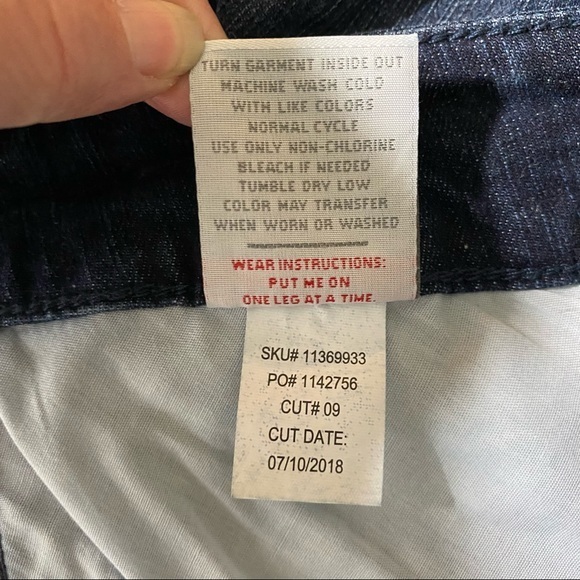 TURN GARMENT INSIDE OUT
MACHINE WASH COLD
WITH LIKE COLORS
NORMAL CYCLE
USE ONLY NON-CHLORINE
BLEACH IF NEEDED
TUMBLE DRY LOW
COLOR MAY TRANSFER
WHEN WORN OR WASHED
WEAR INSTRUCTIONS:
PUT ME ON
ONE LEG AT A TIME.
SKU# 11369933
PO# 1142756
CUT# 09
CUT DATE:
07/10/2018